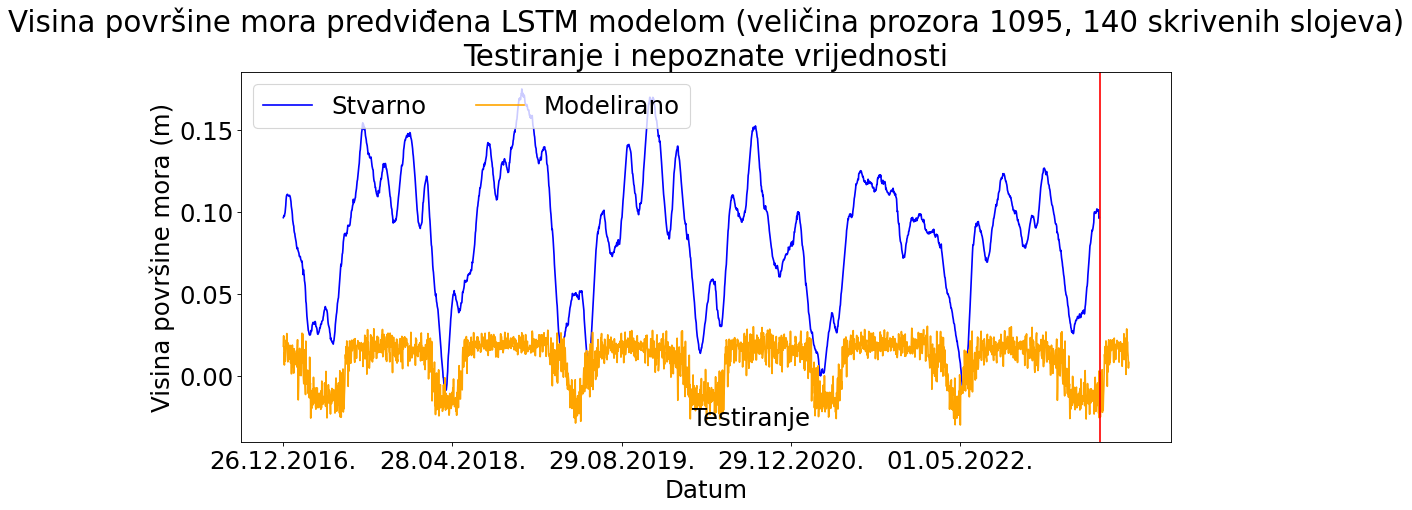 Visina površine mora predviđena LSTM modelom (veličina prozora 1095, 140 skrivenih slojeva)
Testiranje i nepoznate vrijednosti
Stvarno Modelirano
Visina površine mora (m)
0.15
0.10
0.05
0.00
Testiranje
26.12.2016. 28.04.2018. 29.08.2019. 29.12.2020. 01.05.2022.
Datum